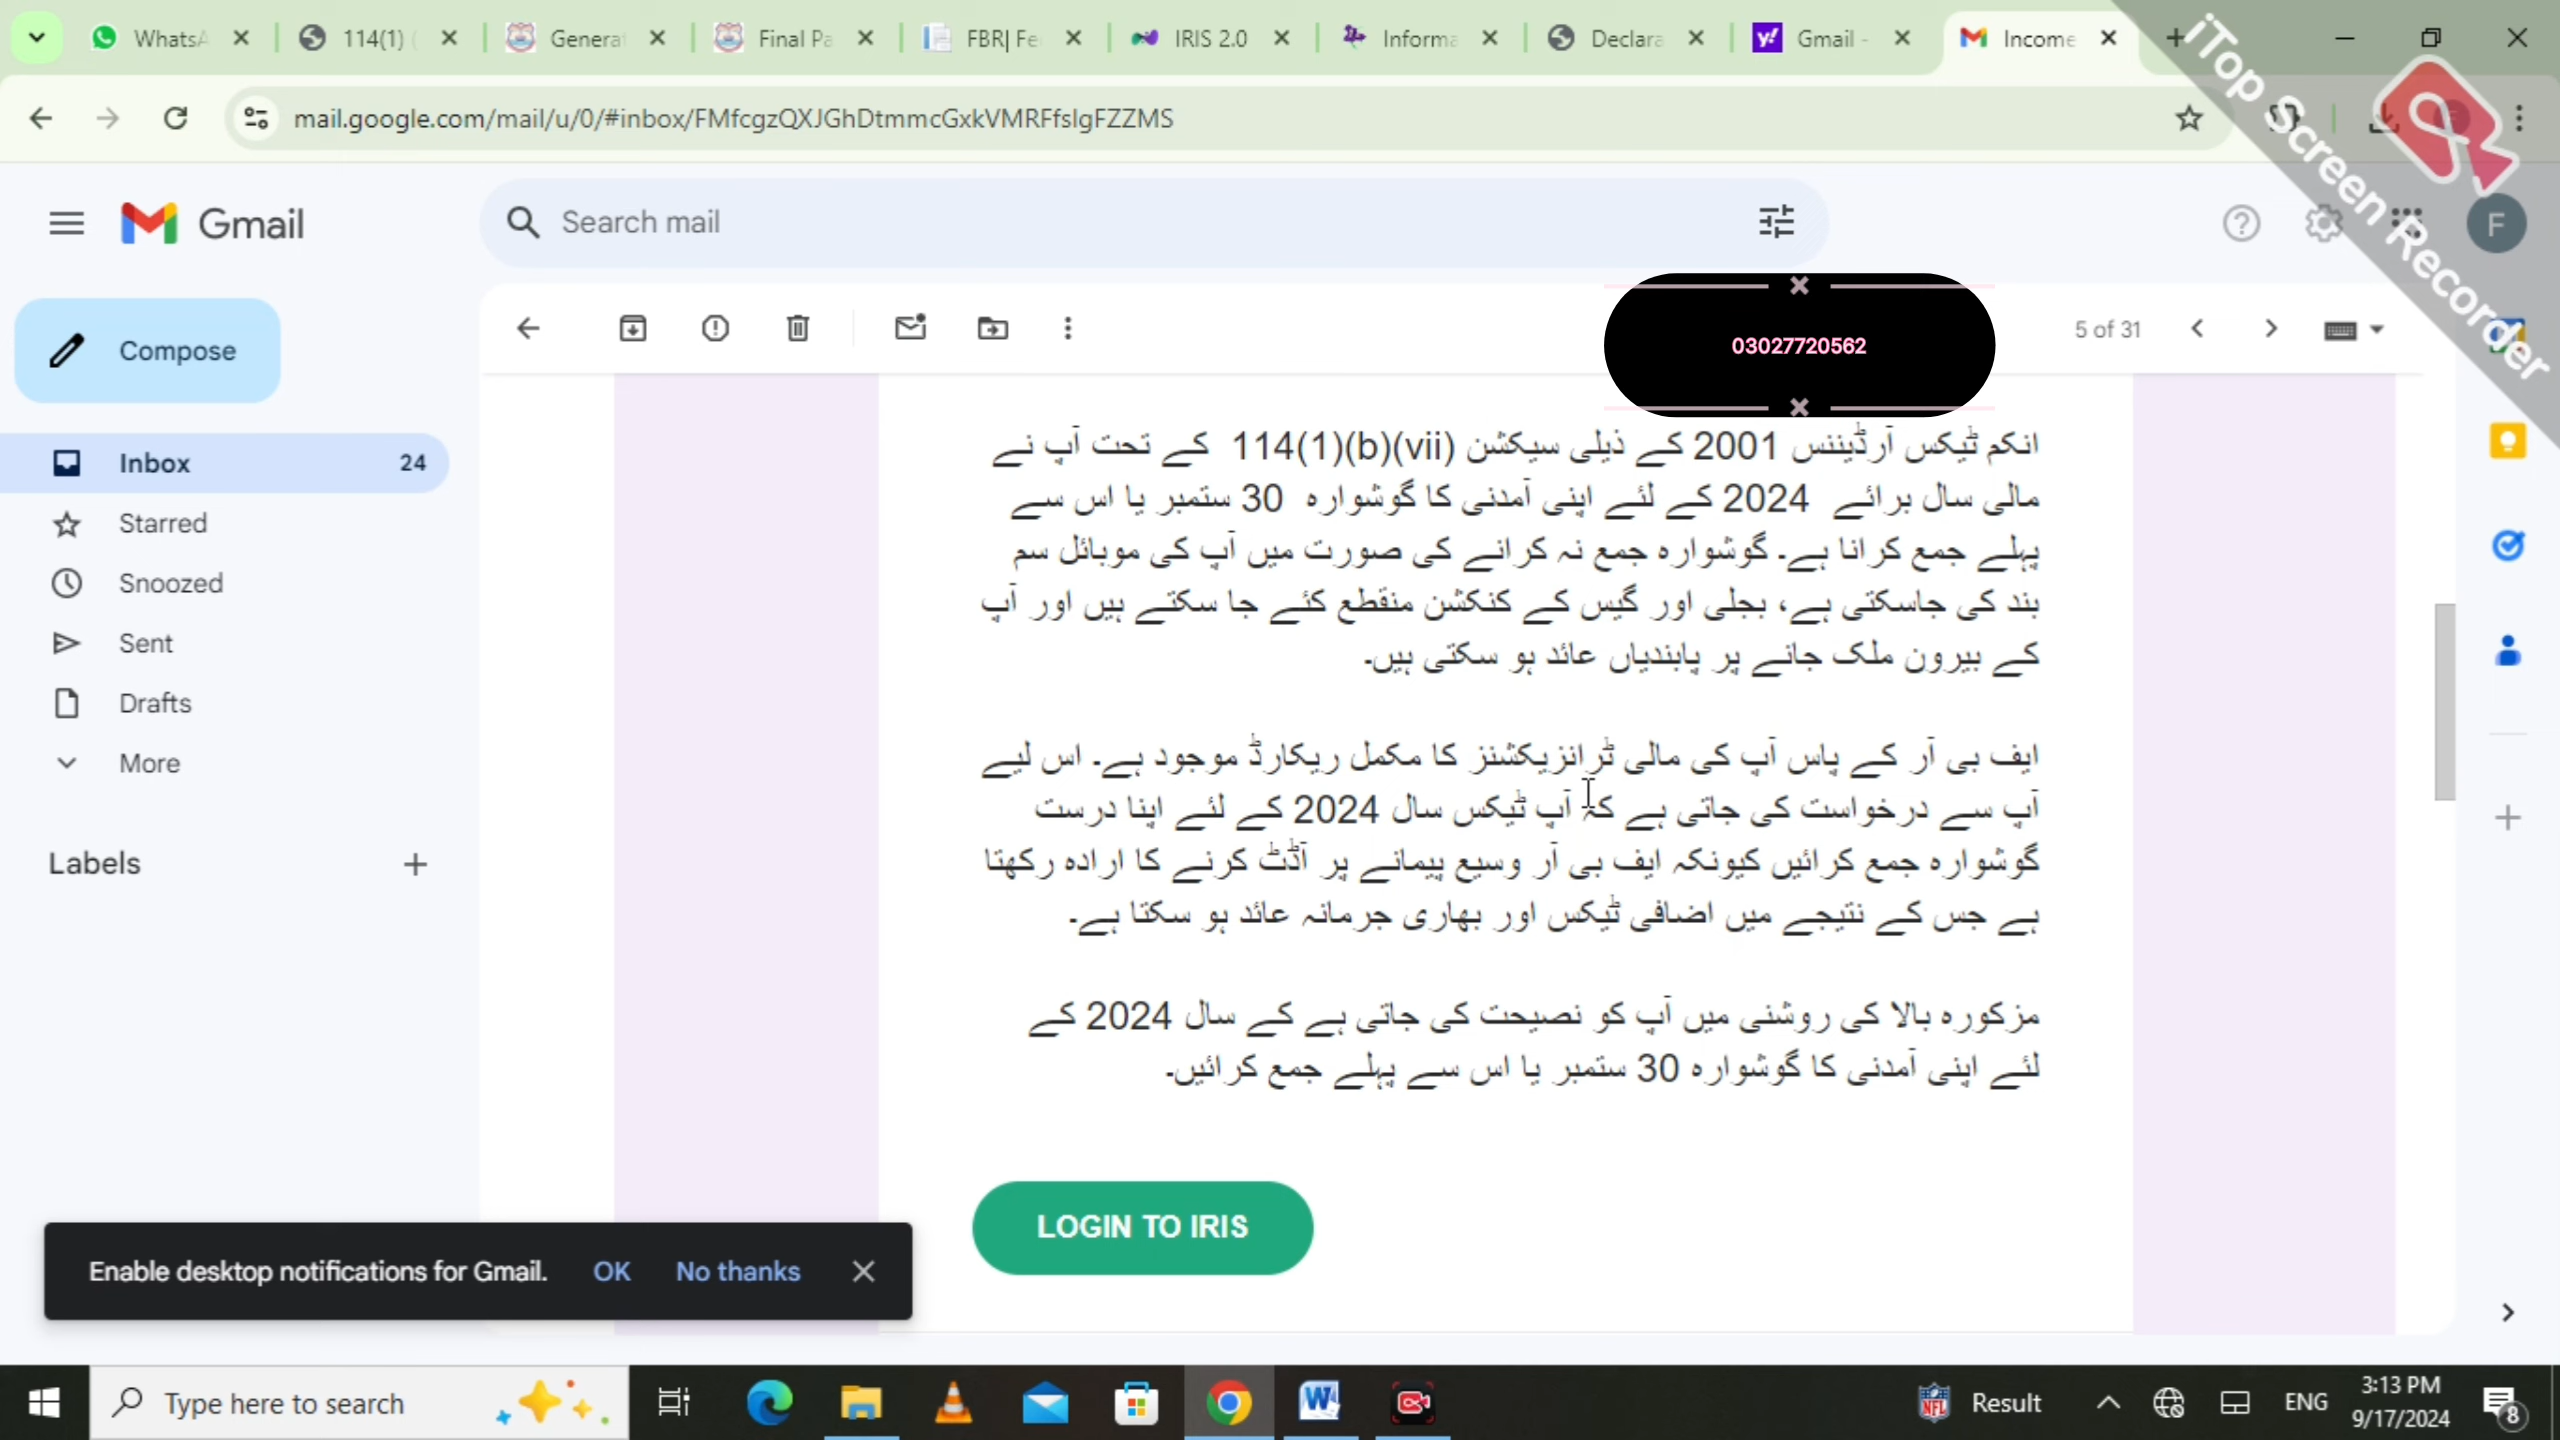 WhatsA
114(1) (
Generat
Final Pa
FBR| Fe
IRIS 2.0
Informa
Declara
Gmail -
Income
mail.google.com/mail/u/0/#inbox/FMfcgzQXJGhDtmmcGxkVMRFfslgFZZMS
iTop Screen Recorder
Gmail
Search mail
F
Compose
03027720562
5 of 31
Inbox 24
Starred
Snoozed
Sent
Drafts
More
Labels
انکم ٹیکس آرڈیننس 2001 کے ذیلی سیکشن 114(1)(b)(vii) کے تحت آپ نے
مالی سال برائے 2024 کے لئے اپنی آمدنی کا گوشوارہ 30 ستمبر یا اس سے
پہلے جمع کرانا ہے۔ گوشوارہ جمع نہ کرانے کی صورت میں آپ کی موبائل سم
بند کی جاسکتی ہے، بجلی اور گیس کے کنکشن منقطع کئے جا سکتے ہیں اور آپ
کے بیرون ملک جانے پر پابندیاں عائد ہو سکتی ہیں۔
ایف بی آر کے پاس آپ کی مالی ٹرانزیکشنز کا مکمل ریکارڈ موجود ہے۔ اس لیے
آپ سے درخواست کی جاتی ہے کہ آپ ٹیکس سال 2024 کے لئے اپنا درست
گوشوارہ جمع کرائیں کیونکہ ایف بی آر وسیع پیمانے پر آڈٹ کرنے کا ارادہ رکھتا
ہے جس کے نتیجے میں اضافی ٹیکس اور بھاری جرمانہ عائد ہو سکتا ہے۔
مزکورہ بالا کی روشنی میں آپ کو نصیحت کی جاتی ہے کے سال 2024 کے
لئے اپنی آمدنی کا گوشوارہ 30 ستمبر یا اس سے پہلے جمع کرائیں۔
LOGIN TO IRIS
Enable desktop notifications for Gmail. OK No thanks
Type here to search
Result
ENG
3:13 PM
9/17/2024
8